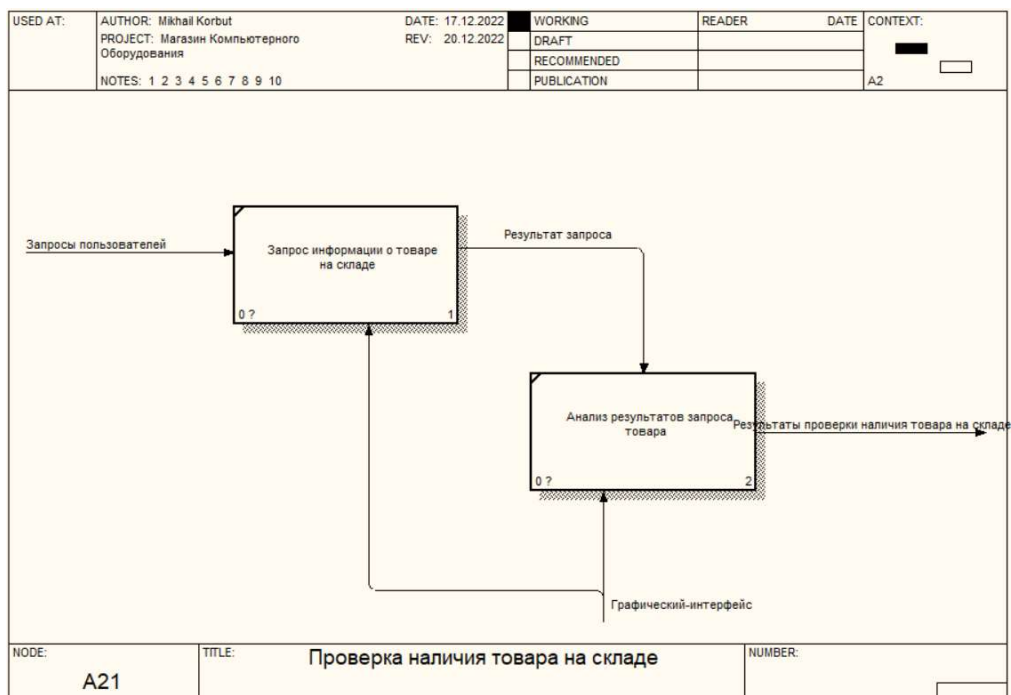 USED AT:
AUTHOR: Mikhail Korbut
DATE: 17.12.2022
PROJECT: Магазин Компьютерного
Оборудования
REV: 20.12.2022
NOTES: 1 2 3 4 5 6 7 8 9 10
WORKING
DRAFT
RECOMMENDED
PUBLICATION
READER
DATE
CONTEXT:
A2
Запросы пользователей
Запрос информации о товаре
на складе
0 ?
1
Результат запроса
Анализ результатов запроса
товара
0 ?
2
Результаты проверки наличия товара на складе
Графический-интерфейс
NODE:
A21
TITLE:
Проверка наличия товара на складе
NUMBER: